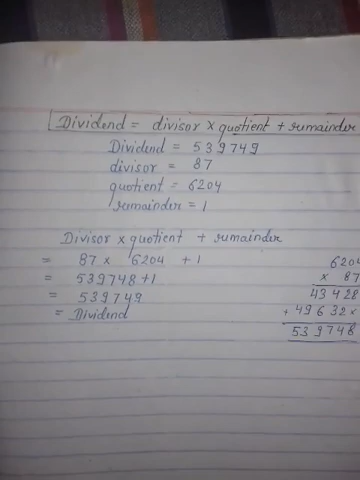 Dividend = divisor × quotient + remainder
Dividend = 539749
divisor = 87
quotient = 6204
remainder = 1
Divisor × quotient + remainder
= 87 × 6204 + 1
= 539748 + 1
= 539749
= Dividend
6204
× 87
43428
+ 49632×
539748